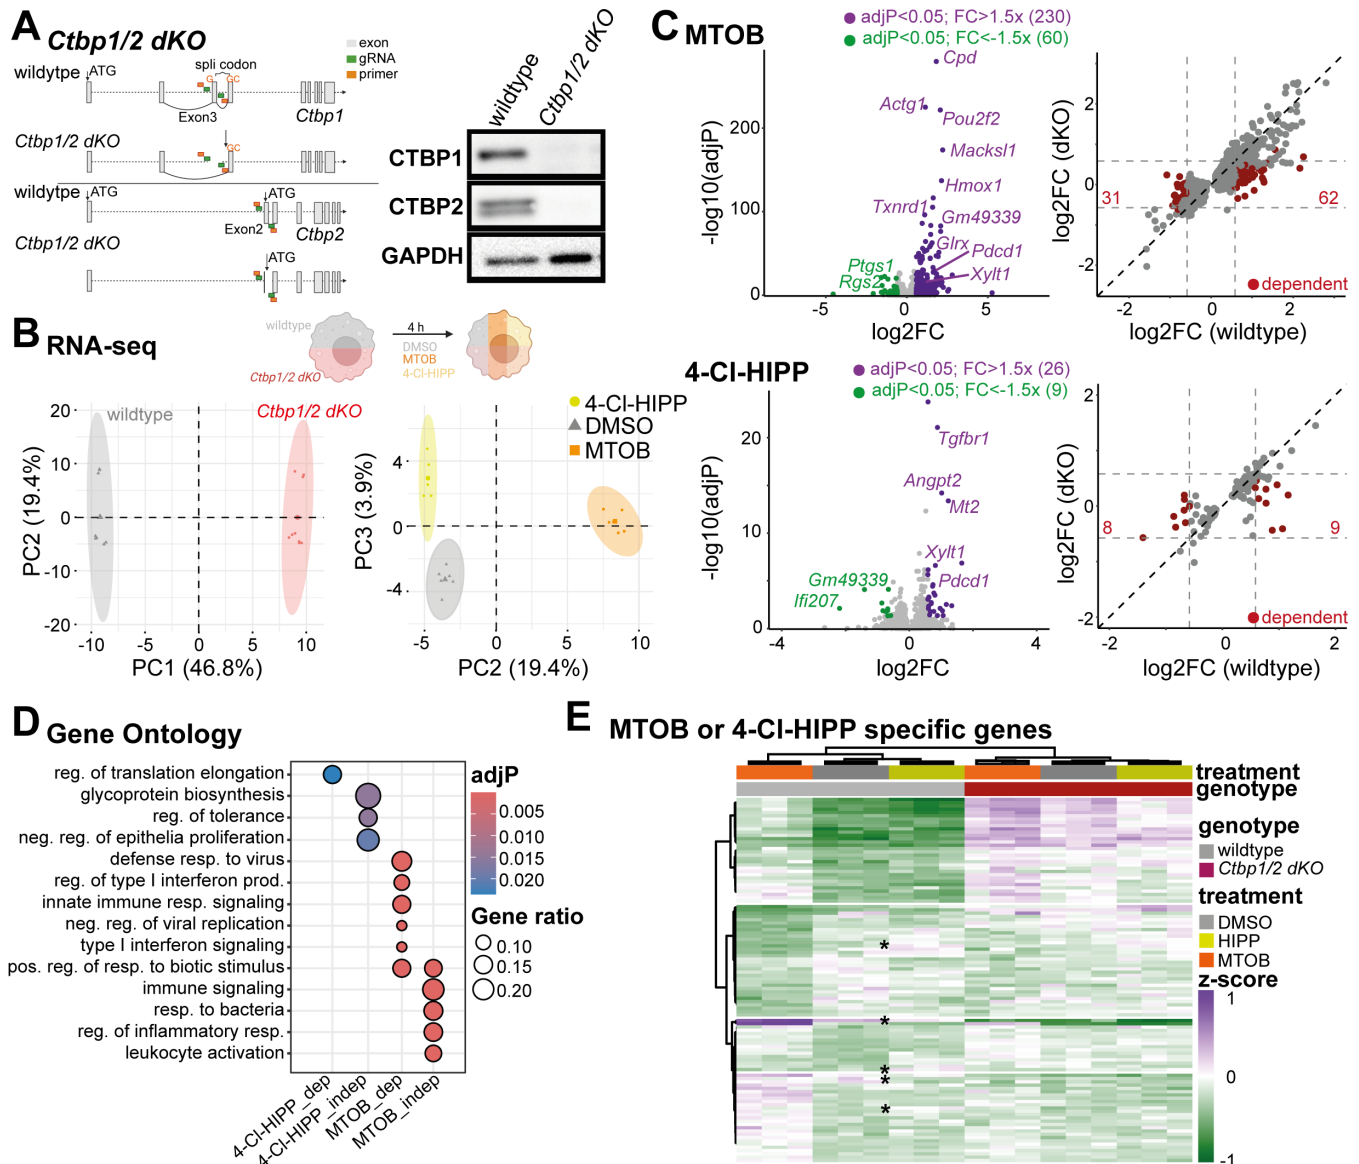 A
Ctbp1/2 dKO
exon
gRNA
primer
wildytpe
ATG
spli codon
G
GC
Exon3
Ctbp1
Ctbp1/2 dKO
GC
wildytpe
ATG
ATG
Exon2
Ctbp2
Ctbp1/2 dKO
ATG
wildtype
Ctbp1/2 dKO
CTBP1
CTBP2
GAPDH
B
RNA-seq
wildtype
Ctbp1/2 dKO
4 h
DMSO
MTOB
4-Cl-HIPP
wildtype
Ctbp1/2 dKO
20
10
0
-10
-20
PC2 (19.4%)
-10
-5
0
5
10
PC1 (46.8%)
4-Cl-HIPP
DMSO
MTOB
4
0
-4
PC3 (3.9%)
-5
0
5
10
PC2 (19.4%)
C
MTOB
adjP<0.05; FC>1.5x (230)
adjP<0.05; FC<-1.5x (60)
Cpd
Actg1
Pou2f2
Macksl1
Hmox1
Txnrd1
Gm49339
Glrx
Pdcd1
Ptgs1
Xylt1
Rgs2
200
100
0
-log10(adjP)
-5
0
5
log2FC
2
0
-2
log2FC (dKO)
31
62
dependent
-2
0
2
log2FC (wildtype)
4-Cl-HIPP
adjP<0.05; FC>1.5x (26)
adjP<0.05; FC<-1.5x (9)
Tgfbr1
Angpt2
Mt2
Xylt1
Pdcd1
Gm49339
Ifi207
20
10
0
-log10(adjP)
-4
0
4
log2FC
2
0
-2
log2FC (dKO)
8
9
dependent
-2
0
2
log2FC (wildtype)
D
Gene Ontology
reg. of translation elongation
glycoprotein biosynthesis
reg. of tolerance
neg. reg. of epithelia proliferation
defense resp. to virus
reg. of type I interferon prod.
innate immune resp. signaling
neg. reg. of viral replication
type I interferon signaling
pos. reg. of resp. to biotic stimulus
immune signaling
resp. to bacteria
reg. of inflammatory resp.
leukocyte activation
4-Cl-HIPP_dep
4-Cl-HIPP_indep
MTOB_dep
MTOB_indep
adjP
0.005
0.010
0.015
0.020
Gene ratio
0.10
0.15
0.20
E
MTOB or 4-Cl-HIPP specific genes
treatment
genotype
genotype
wildtype
Ctbp1/2 dKO
treatment
DMSO
HIPP
MTOB
z-score
1
0
-1
*
*
*
*
*